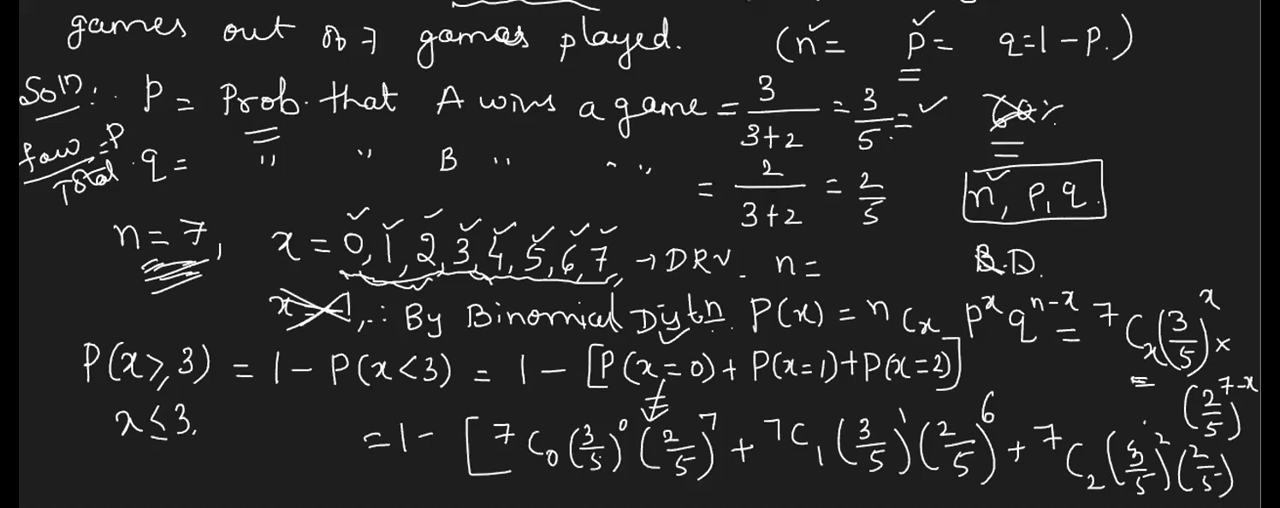 games out of 7 games played. (n = p = q=1-p.)
Soln: P = Prob. that A wins a game = 3/(3+2) = 3/5 =
fav/Total = P q = " " B " " " = 2/(3+2) = 2/5 n, p, q.
n = 7, x = 0, 1, 2, 3, 4, 5, 6, 7 → DRV. n = B.D.
∴ By Binomial Distn. P(x) = nCx p^x q^(n-x) = 7Cx (3/5)^x × (2/5)^(7-x)
P(x ≥ 3) = 1 - P(x < 3) = 1 - [P(x = 0) + P(x = 1) + P(x = 2)]
x ≤ 3.
= 1 - [7C0 (3/5)^0 (2/5)^7 + 7C1 (3/5)^1 (2/5)^6 + 7C2 (3/5)^2 (2/5)